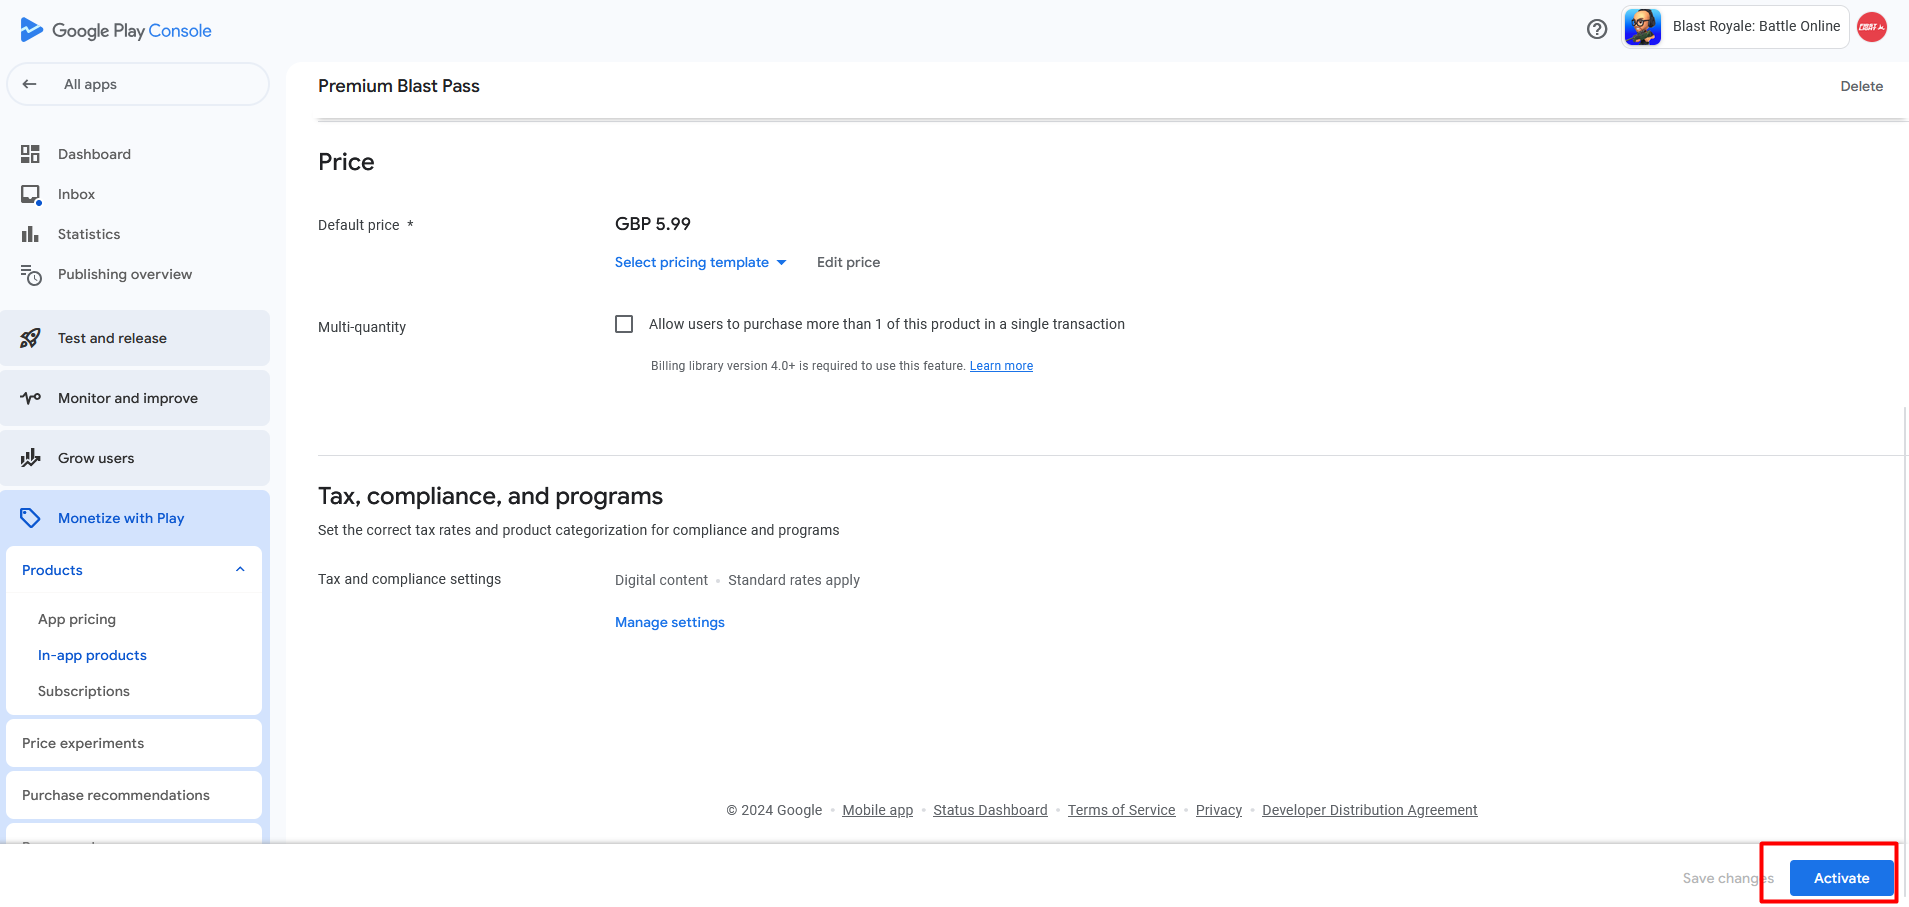 Google Play Console
Blast Royale: Battle Online
FIRST LIGHT
All apps
Dashboard
Inbox
Statistics
Publishing overview
Test and release
Monitor and improve
Grow users
Monetize with Play
Products
App pricing
In-app products
Subscriptions
Price experiments
Purchase recommendations
Premium Blast Pass
Delete
Price
Default price *
GBP 5.99
Select pricing template
Edit price
Multi-quantity
Allow users to purchase more than 1 of this product in a single transaction
Billing library version 4.0+ is required to use this feature. Learn more
Tax, compliance, and programs
Set the correct tax rates and product categorization for compliance and programs
Tax and compliance settings
Digital content • Standard rates apply
Manage settings
© 2024 Google • Mobile app • Status Dashboard • Terms of Service • Privacy • Developer Distribution Agreement
Save changes
Activate